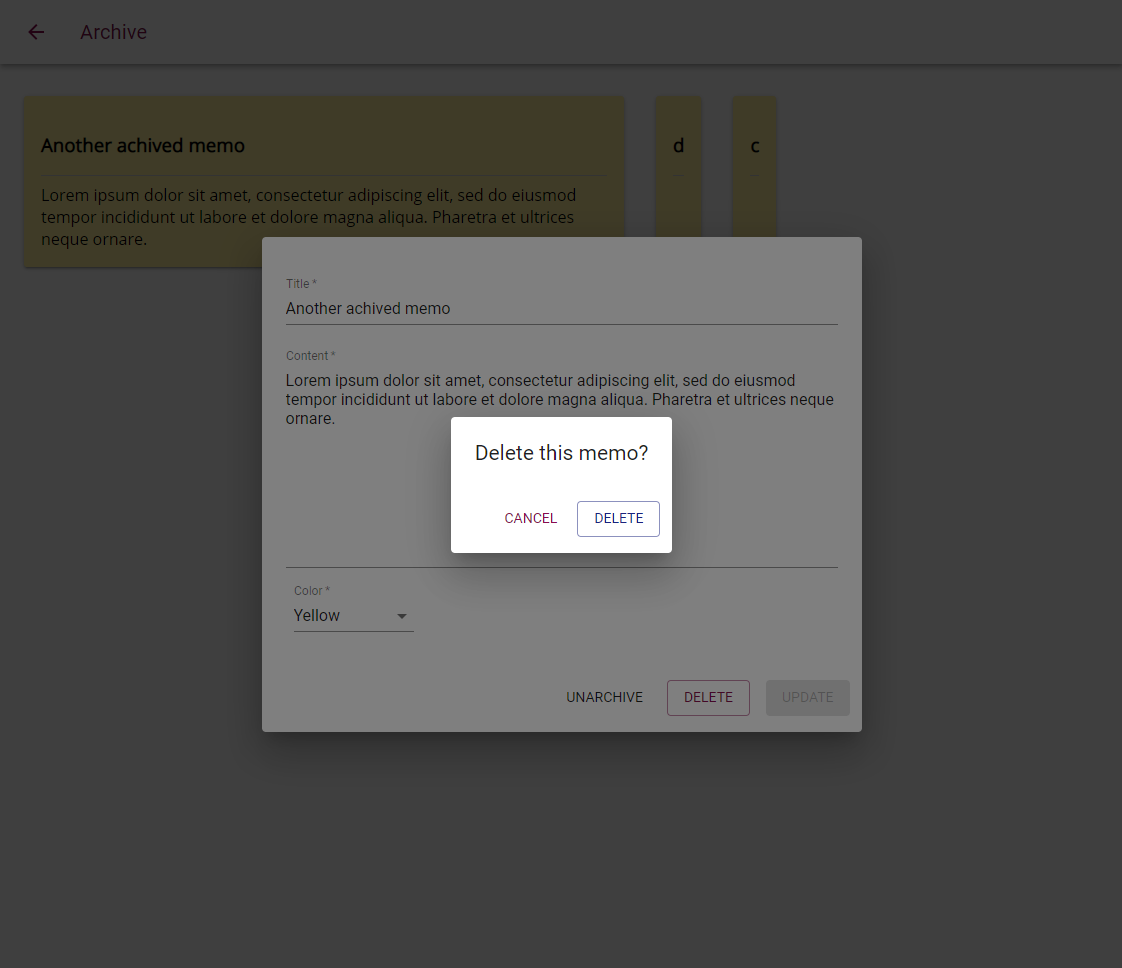 Archive
Another achived memo
d
c
Lorem ipsum dolor sit amet, consectetur adipiscing elit, sed do eiusmod
tempor incididunt ut labore et dolore magna aliqua. Pharetra et ultrices
neque ornare.
Title *
Another achived memo
Content *
Lorem ipsum dolor sit amet, consectetur adipiscing elit, sed do eiusmod
tempor incididunt ut labore et dolore magna aliqua. Pharetra et ultrices neque
ornare.
Delete this memo?
CANCEL DELETE
Color *
Yellow
UNARCHIVE DELETE UPDATE